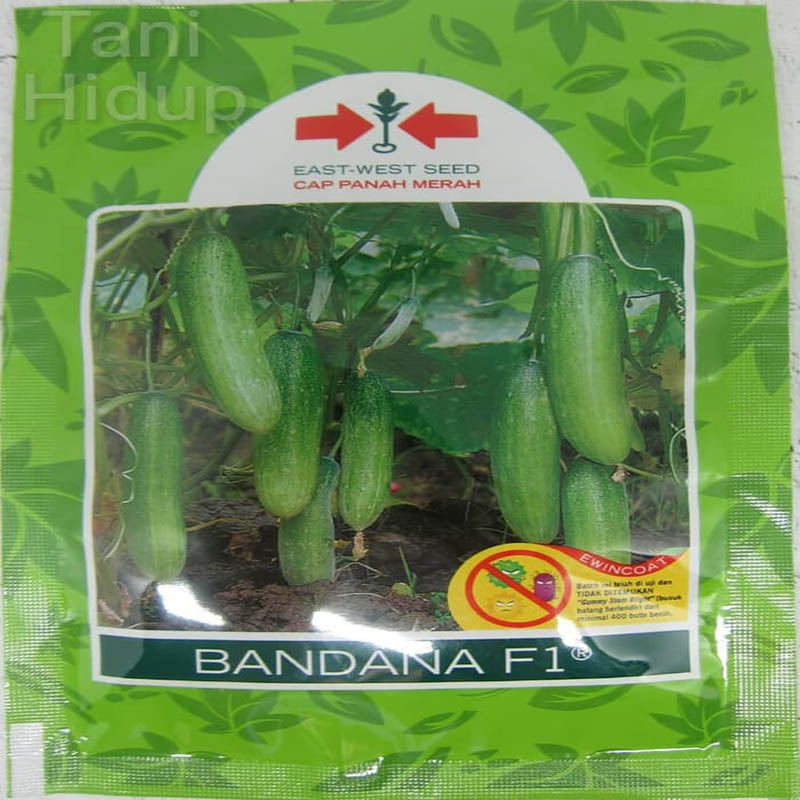 Tani
Hidup
EAST-WEST SEED
CAP PANAH MERAH
EWINCOAT
Batch ini telah di uji dan
TIDAK DITEMUKAN
"Gummy Stem Blight" (busuk
batang berlendir) dari
minimal 400 butir benih.
BANDANA F1®